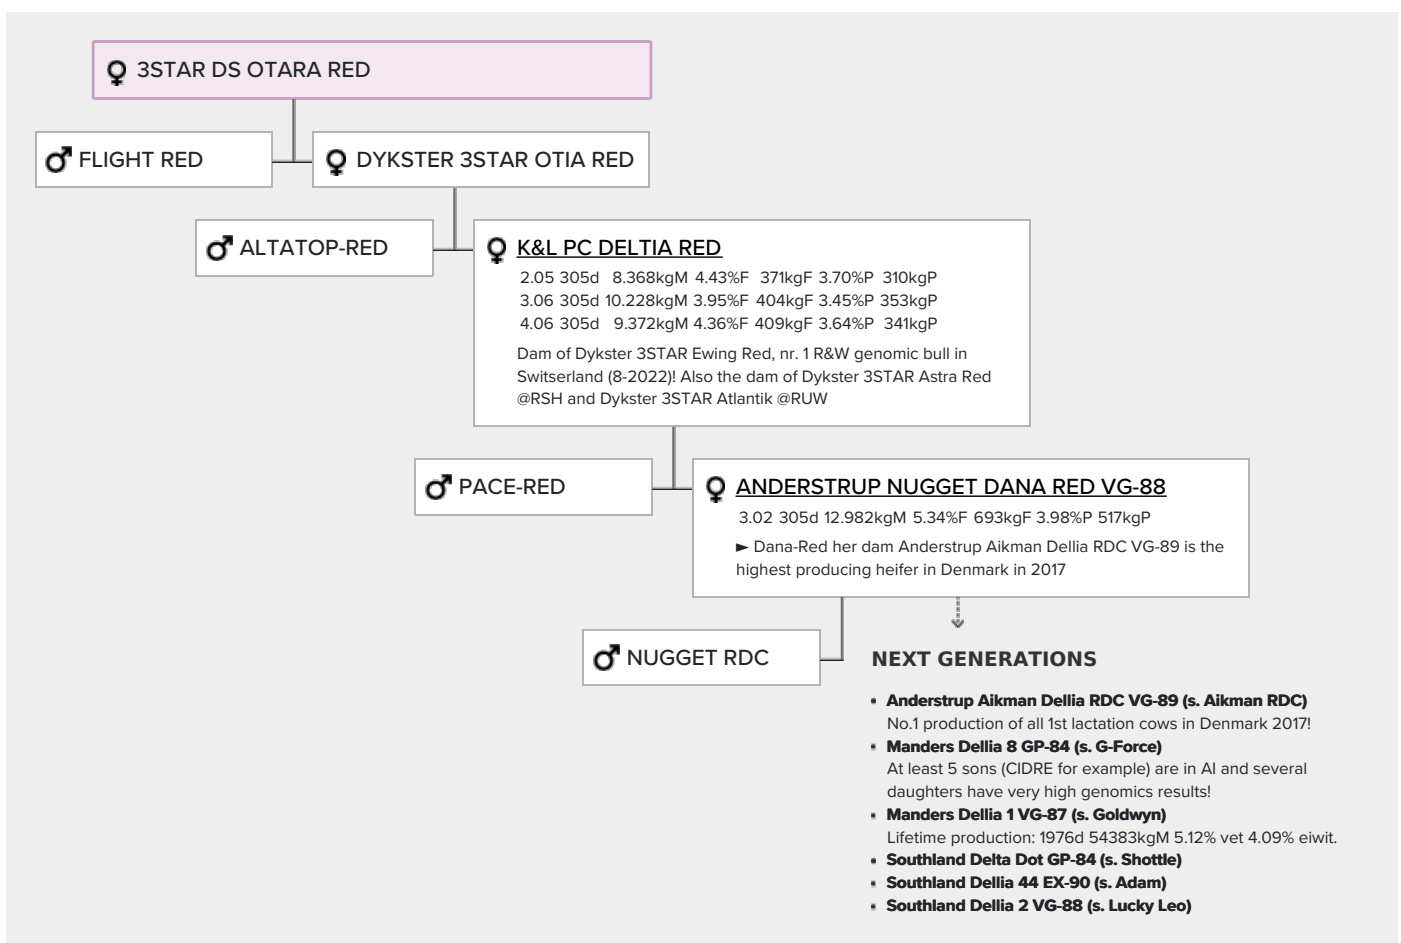 3STAR DS OTARA RED
FLIGHT RED
DYKSTER 3STAR OTIA RED
ALTATOP-RED
K&L PC DELTIA RED
2.05 305d 8.368kgM 4.43%F 371kgF 3.70%P 310kgP
3.06 305d 10.228kgM 3.95%F 404kgF 3.45%P 353kgP
4.06 305d 9.372kgM 4.36%F 409kgF 3.64%P 341kgP
Dam of Dykster 3STAR Ewing Red, nr. 1 R&W genomic bull in
Switserland (8-2022)! Also the dam of Dykster 3STAR Astra Red
@RSH and Dykster 3STAR Atlantik @RUW
PACE-RED
ANDERSTRUP NUGGET DANA RED VG-88
3.02 305d 12.982kgM 5.34%F 693kgF 3.98%P 517kgP
► Dana-Red her dam Anderstrup Aikman Dellia RDC VG-89 is the
highest producing heifer in Denmark in 2017
NUGGET RDC
NEXT GENERATIONS
▪ Anderstrup Aikman Dellia RDC VG-89 (s. Aikman RDC)
No.1 production of all 1st lactation cows in Denmark 2017!
▪ Manders Dellia 8 GP-84 (s. G-Force)
At least 5 sons (CIDRE for example) are in AI and several
daughters have very high genomics results!
▪ Manders Dellia 1 VG-87 (s. Goldwyn)
Lifetime production: 1976d 54383kgM 5.12% vet 4.09% eiwit.
▪ Southland Delta Dot GP-84 (s. Shottle)
▪ Southland Dellia 44 EX-90 (s. Adam)
▪ Southland Dellia 2 VG-88 (s. Lucky Leo)